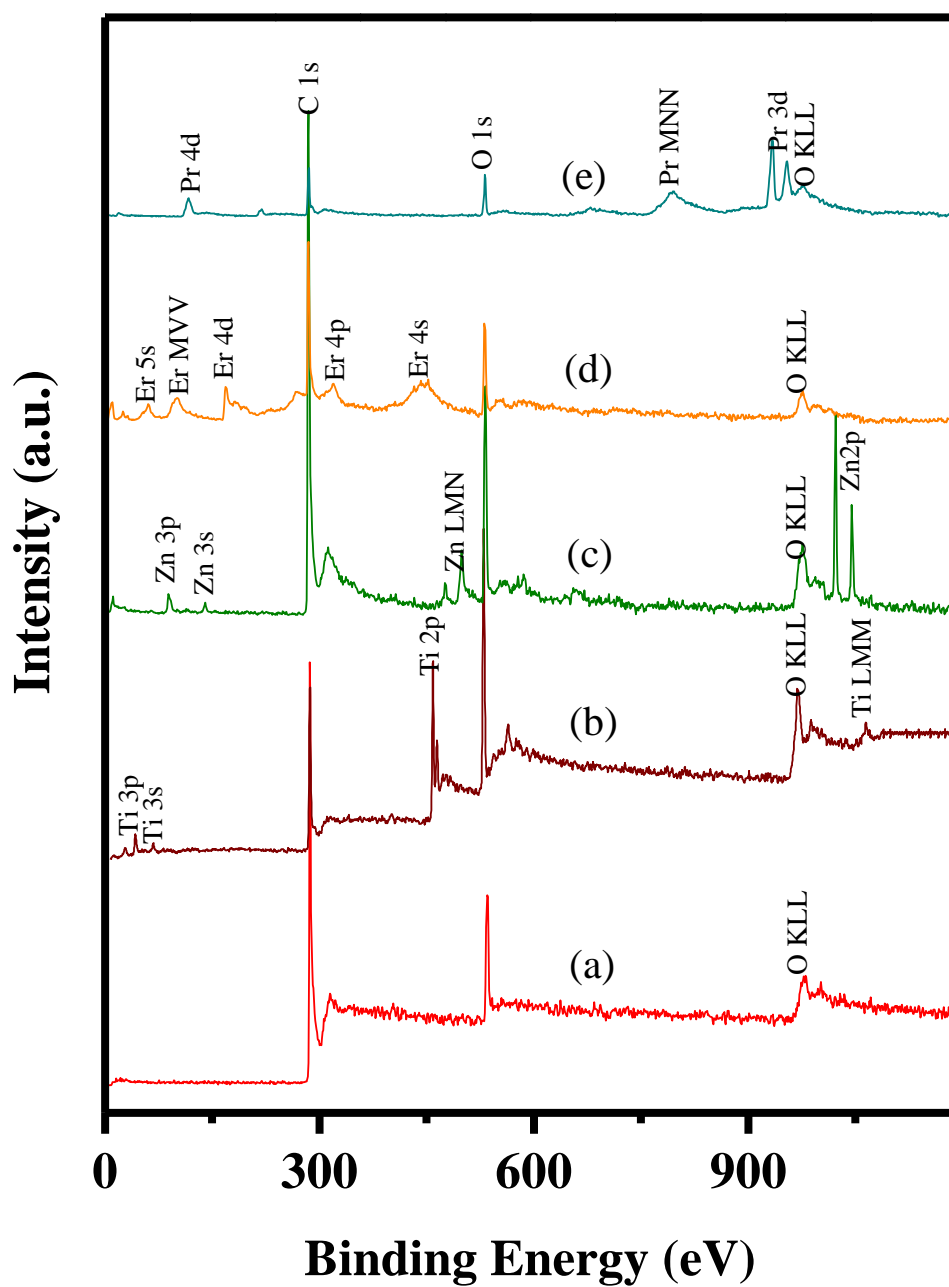 C 1s
O 1s
Pr 4d
(e)
Pr MNN
Pr 3d
O KLL
Er 5s
Er MVV
Er 4d
Er 4p
Er 4s
(d)
O KLL
Zn 3p
Zn 3s
Zn LMN
(c)
O KLL
Zn2p
Ti 3p
Ti 3s
Ti 2p
(b)
O KLL
Ti LMM
(a)
O KLL
Intensity (a.u.)
0 300 600 900
Binding Energy (eV)